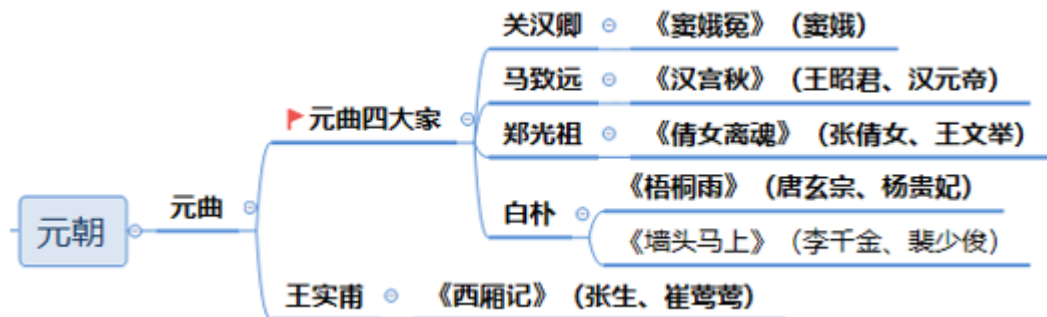 关汉卿 《窦娥冤》（窦娥）
马致远 《汉宫秋》（王昭君、汉元帝）
元曲四大家
郑光祖 《倩女离魂》（张倩女、王文举）
《梧桐雨》（唐玄宗、杨贵妃）
白朴
元曲
元朝
《墙头马上》（李千金、裴少俊）
王实甫 《西厢记》（张生、崔莺莺）